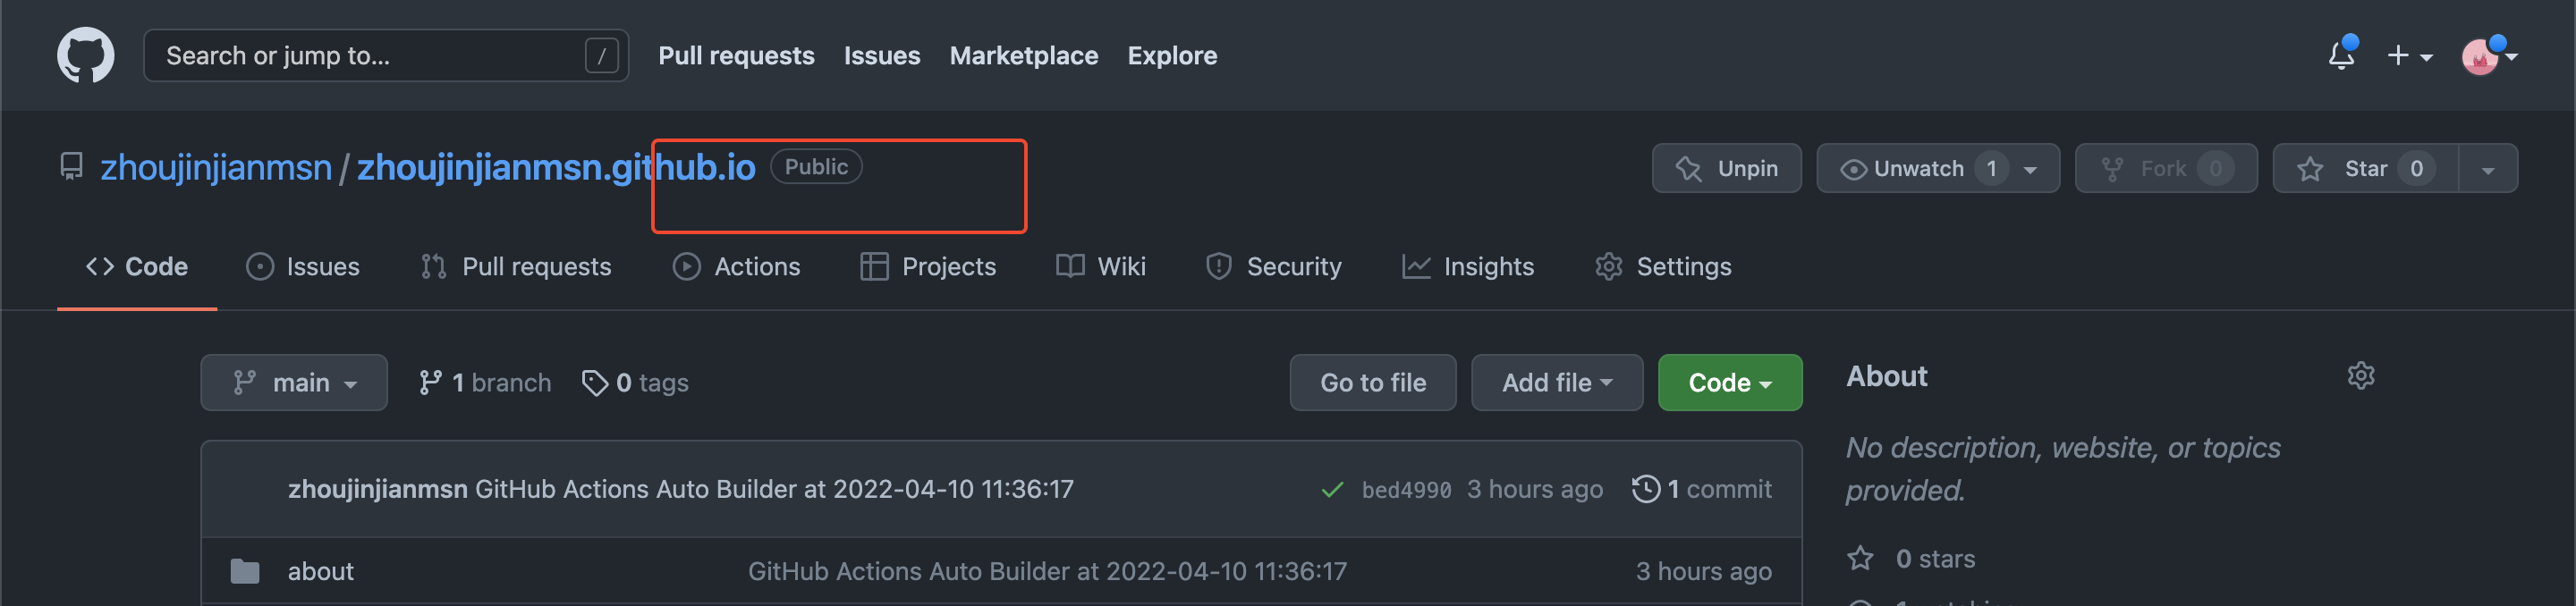 Search or jump to... / Pull requests Issues Marketplace Explore
zhoujinjianmsn / zhoujinjianmsn.github.io Public Unpin Unwatch 1 Fork 0 Star 0
Code Issues Pull requests Actions Projects Wiki Security Insights Settings
main 1 branch 0 tags Go to file Add file Code
About
No description, website, or topics
provided.
zhoujinjianmsn GitHub Actions Auto Builder at 2022-04-10 11:36:17 bed4990 3 hours ago 1 commit
about GitHub Actions Auto Builder at 2022-04-10 11:36:17 3 hours ago
0 stars